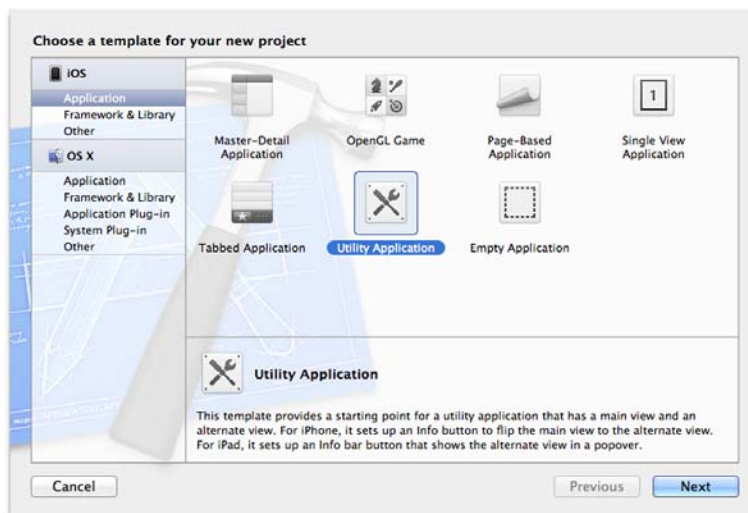 Choose a template for your new project
iOS
Application
Framework & Library
Other
OS X
Application
Framework & Library
Application Plug-in
System Plug-in
Other
Master-Detail
Application
OpenGL Game
Page-Based
Application
1
Single View
Application
Tabbed Application
Utility Application
Empty Application
Utility Application
This template provides a starting point for a utility application that has a main view and an
alternate view. For iPhone, it sets up an Info button to flip the main view to the alternate view.
For iPad, it sets up an Info bar button that shows the alternate view in a popover.
Cancel
Previous
Next